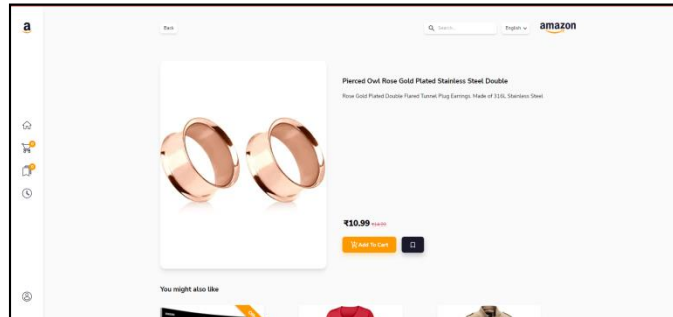 a
Back
Search...
English
amazon
Pierced Owl Rose Gold Plated Stainless Steel Double
Rose Gold Plated Double Flared Tunnel Plug Earrings. Made of 316L Stainless Steel
₹10.99
Add To Cart
You might also like